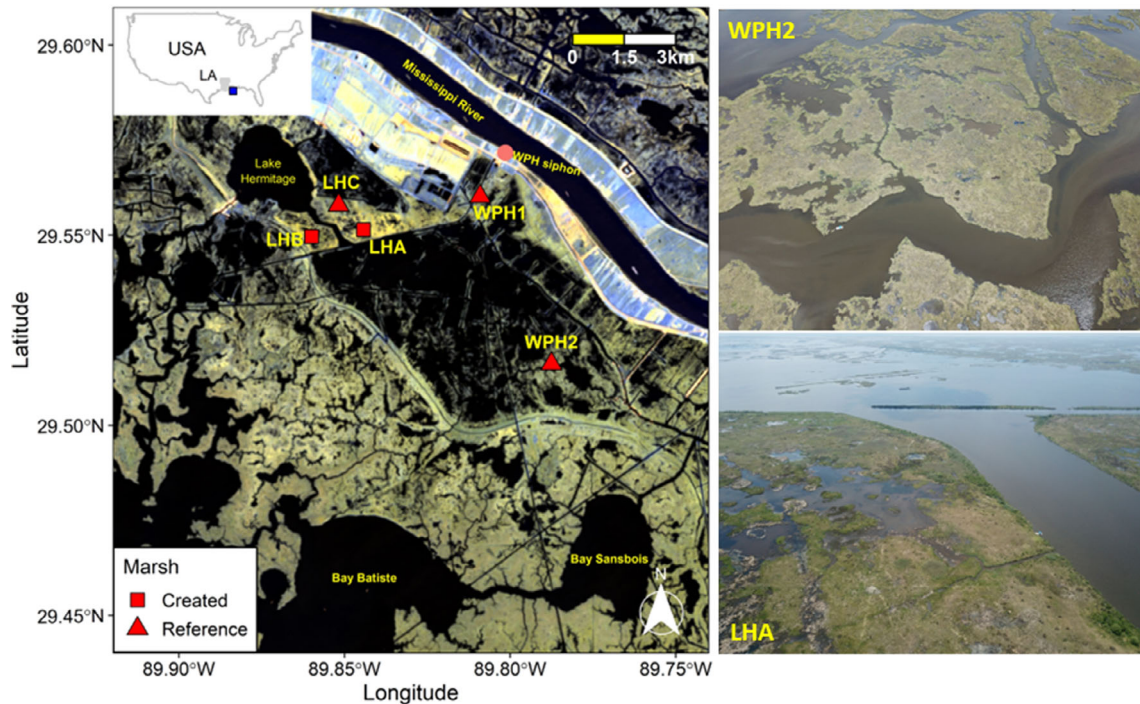 29.60°N
29.55°N
29.50°N
29.45°N
Latitude
USA
LA
0 1.5 3km
Mississippi River
WPH siphon
Lake
Hermitage
LHC
WPH1
LHB
LHA
WPH2
Bay Batiste
Bay Sansbois
N
Marsh
Created
Reference
89.90°W 89.85°W 89.80°W 89.75°W
Longitude
WPH2
LHA